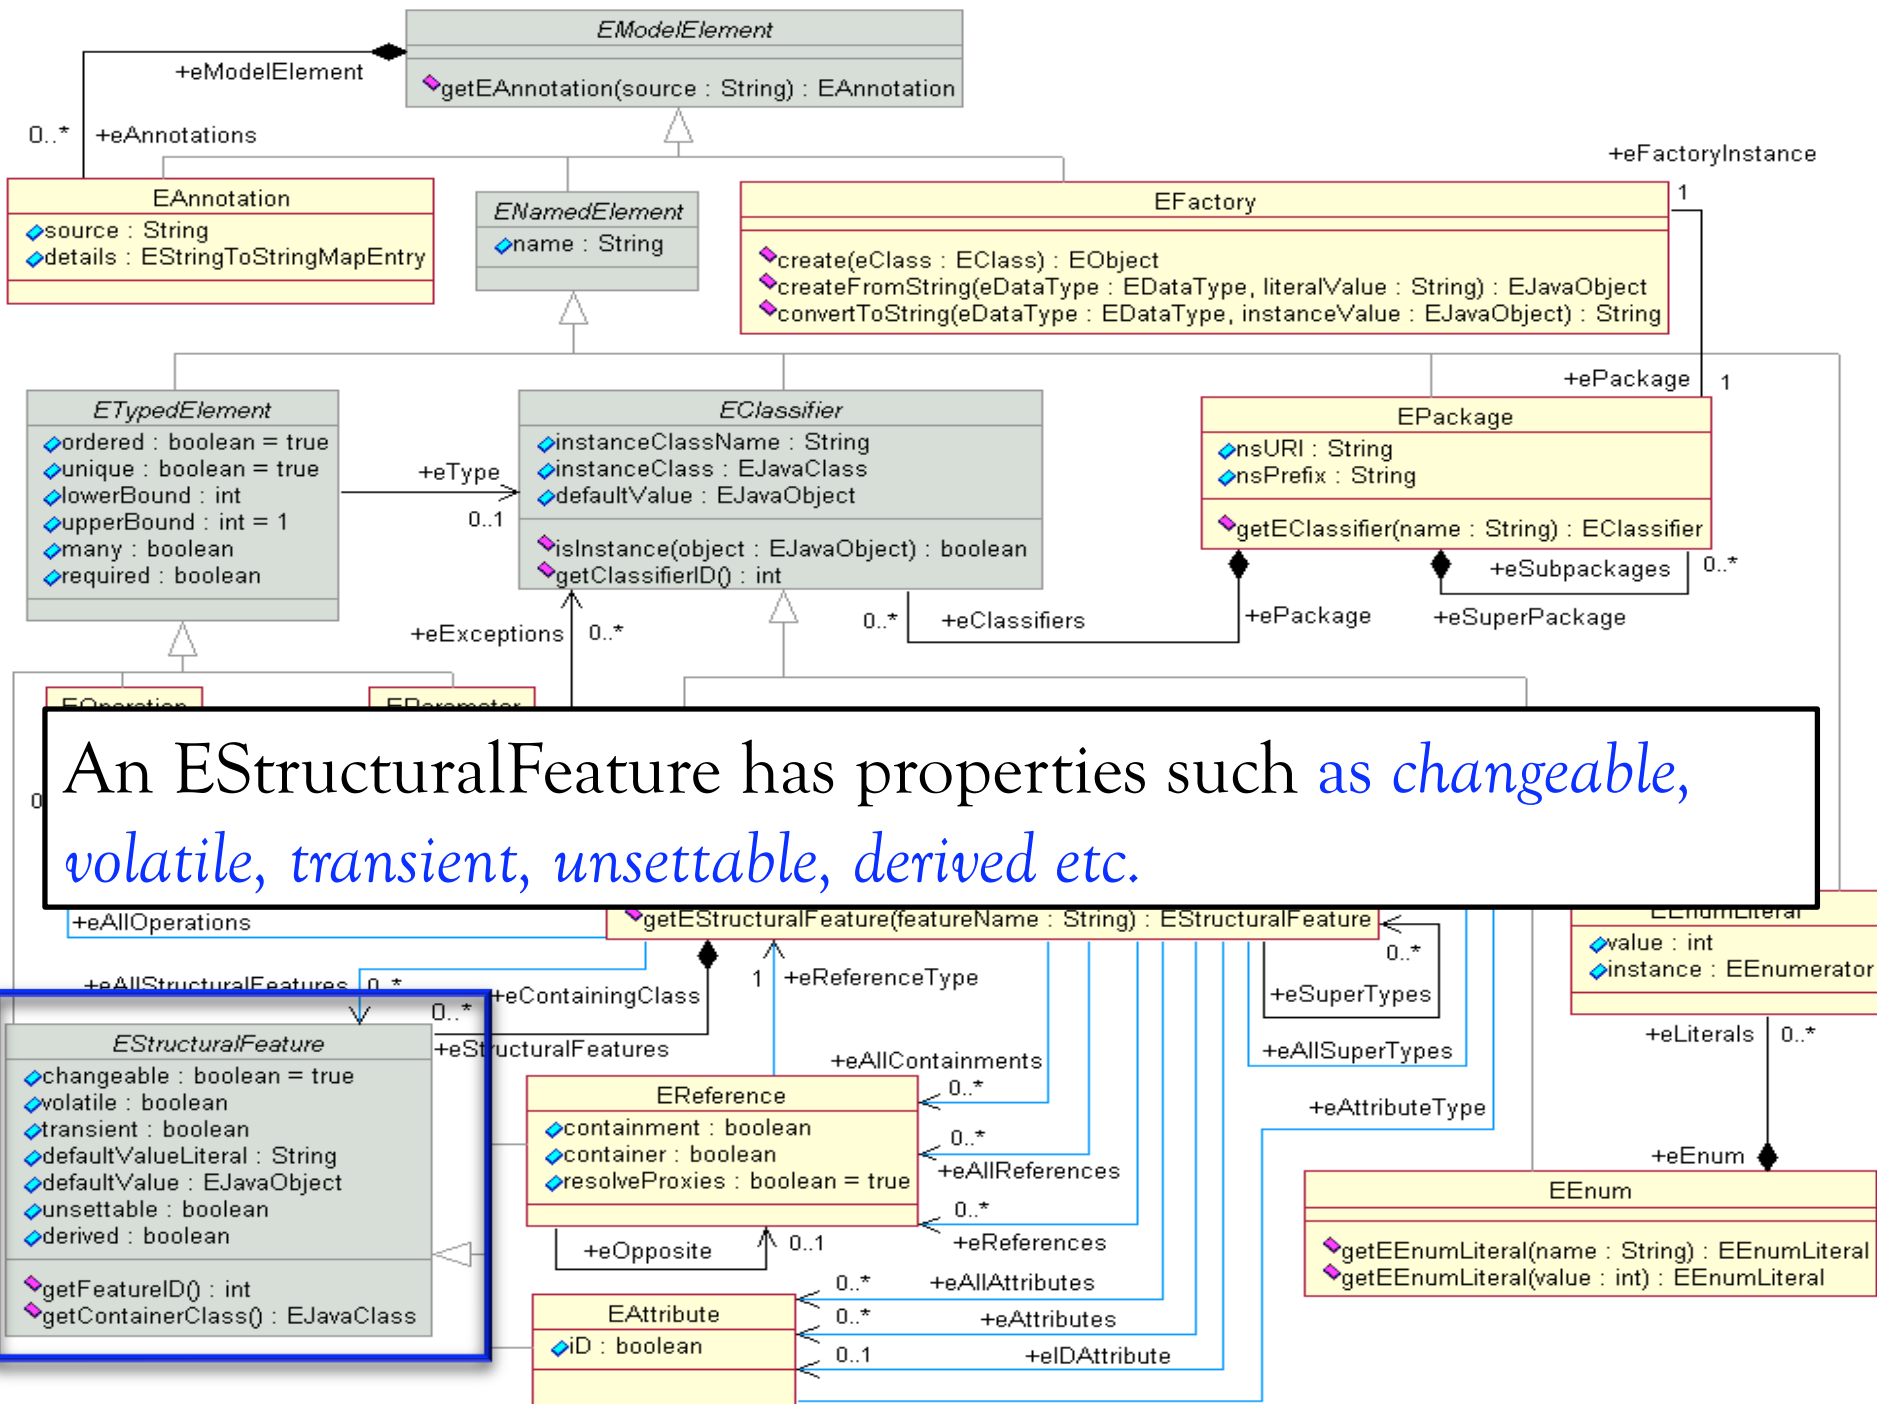 EModelElement
getEAnnotation(source : String) : EAnnotation
+eModelElement
0..*
+eAnnotations
+eFactoryInstance
1
EAnnotation
source : String
details : EStringToStringMapEntry
ENamedElement
name : String
EFactory
create(eClass : EClass) : EObject
createFromString(eDataType : EDataType, literalValue : String) : EJavaObject
convertToString(eDataType : EDataType, instanceValue : EJavaObject) : String
+ePackage
1
ETypedElement
ordered : boolean = true
unique : boolean = true
lowerBound : int
upperBound : int = 1
many : boolean
required : boolean
+eType
0..1
EClassifier
instanceClassName : String
instanceClass : EJavaClass
defaultValue : EJavaObject
isInstance(object : EJavaObject) : boolean
getClassifierID() : int
EPackage
nsURI : String
nsPrefix : String
getEClassifier(name : String) : EClassifier
+eSubpackages
0..*
+eSuperPackage
+ePackage
+eClassifiers
0..*
+eExceptions
0..*
EOperation
EParameter
An EStructuralFeature has properties such as changeable,
volatile, transient, unsettable, derived etc.
+eAllOperations
getEStructuralFeature(featureName : String) : EStructuralFeature
0..*
+eSuperTypes
+eAllSuperTypes
EEnumLiteral
value : int
instance : EEnumerator
+eLiterals
0..*
+eAllStructuralFeatures
0..*
+eContainingClass
1
+eReferenceType
0..*
+eStructuralFeatures
EStructuralFeature
changeable : boolean = true
volatile : boolean
transient : boolean
defaultValueLiteral : String
defaultValue : EJavaObject
unsettable : boolean
derived : boolean
getFeatureID() : int
getContainerClass() : EJavaClass
+eAllContainments
0..*
EReference
containment : boolean
container : boolean
resolveProxies : boolean = true
0..*
+eAllReferences
0..*
+eReferences
+eOpposite
0..1
+eAttributeType
+eEnum
EEnum
getEEnumLiteral(name : String) : EEnumLiteral
getEEnumLiteral(value : int) : EEnumLiteral
EAttribute
iD : boolean
0..*
+eAllAttributes
0..*
+eAttributes
0..1
+eIDAttribute